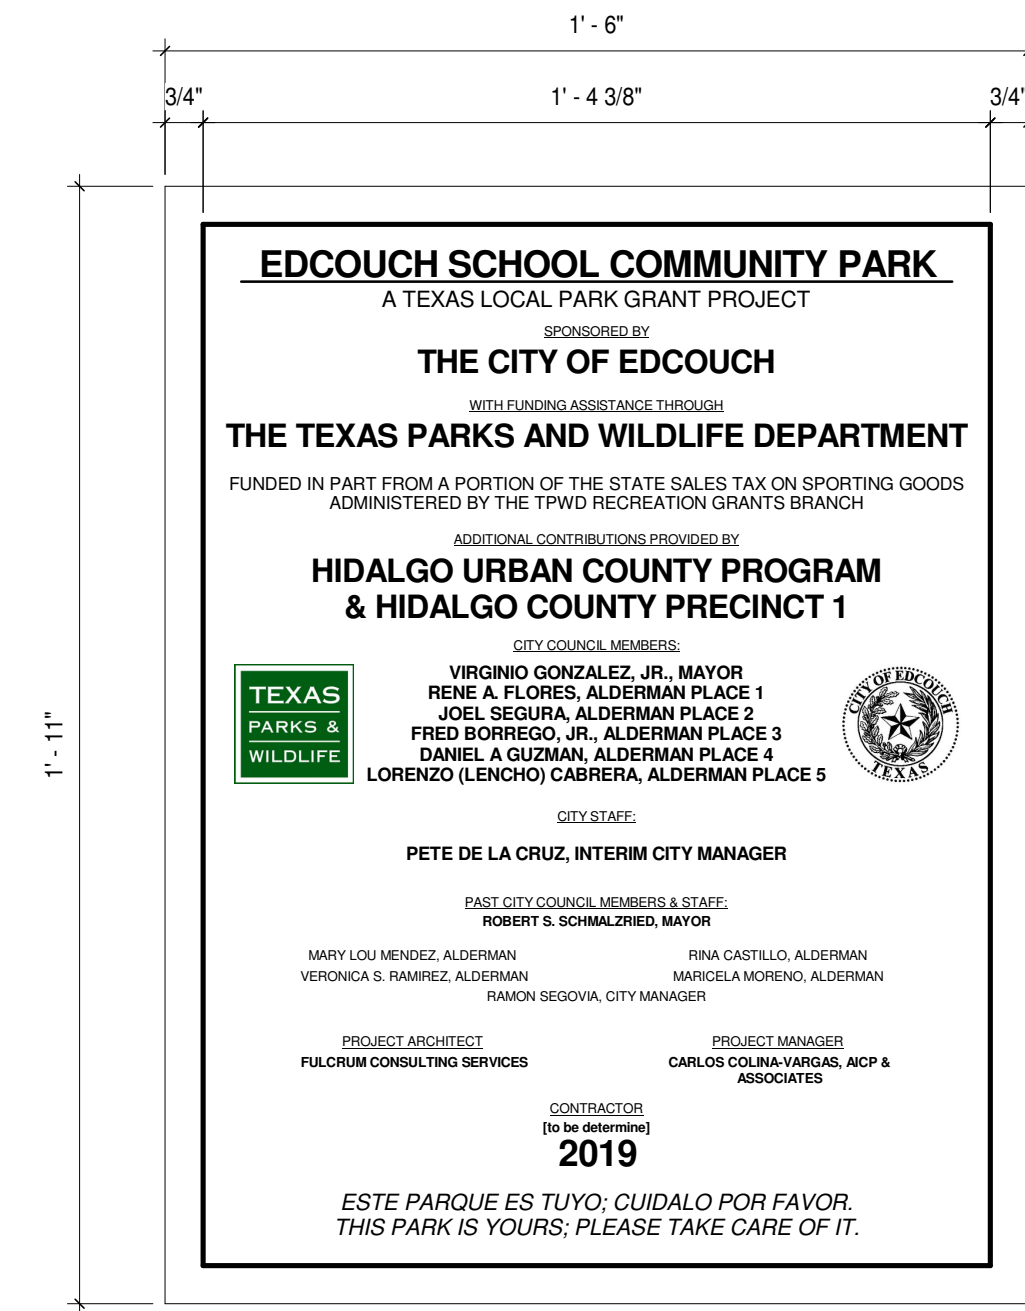 1' - 6"
3/4"
1' - 4 3/8"
3/4"
1' - 11"
EDCOUCH SCHOOL COMMUNITY PARK
A TEXAS LOCAL PARK GRANT PROJECT
SPONSORED BY
THE CITY OF EDCOUCH
WITH FUNDING ASSISTANCE THROUGH
THE TEXAS PARKS AND WILDLIFE DEPARTMENT
FUNDED IN PART FROM A PORTION OF THE STATE SALES TAX ON SPORTING GOODS
ADMINISTERED BY THE TPWD RECREATION GRANTS BRANCH
ADDITIONAL CONTRIBUTIONS PROVIDED BY
HIDALGO URBAN COUNTY PROGRAM
& HIDALGO COUNTY PRECINCT 1
CITY COUNCIL MEMBERS:
VIRGINIO GONZALEZ, JR., MAYOR
RENE A. FLORES, ALDERMAN PLACE 1
JOEL SEGURA, ALDERMAN PLACE 2
FRED BORREGO, JR., ALDERMAN PLACE 3
DANIEL A GUZMAN, ALDERMAN PLACE 4
LORENZO (LENCHO) CABRERA, ALDERMAN PLACE 5
TEXAS
PARKS &
WILDLIFE
CITY OF EDCOUCH
TEXAS
CITY STAFF:
PETE DE LA CRUZ, INTERIM CITY MANAGER
PAST CITY COUNCIL MEMBERS & STAFF:
ROBERT S. SCHMALZRIED, MAYOR
MARY LOU MENDEZ, ALDERMAN
RINA CASTILLO, ALDERMAN
VERONICA S. RAMIREZ, ALDERMAN
MARICELA MORENO, ALDERMAN
RAMON SEGOVIA, CITY MANAGER
PROJECT ARCHITECT
FULCRUM CONSULTING SERVICES
PROJECT MANAGER
CARLOS COLINA-VARGAS, AICP &
ASSOCIATES
CONTRACTOR
[to be determine]
2019
ESTE PARQUE ES TUYO; CUIDALO POR FAVOR.
THIS PARK IS YOURS; PLEASE TAKE CARE OF IT.